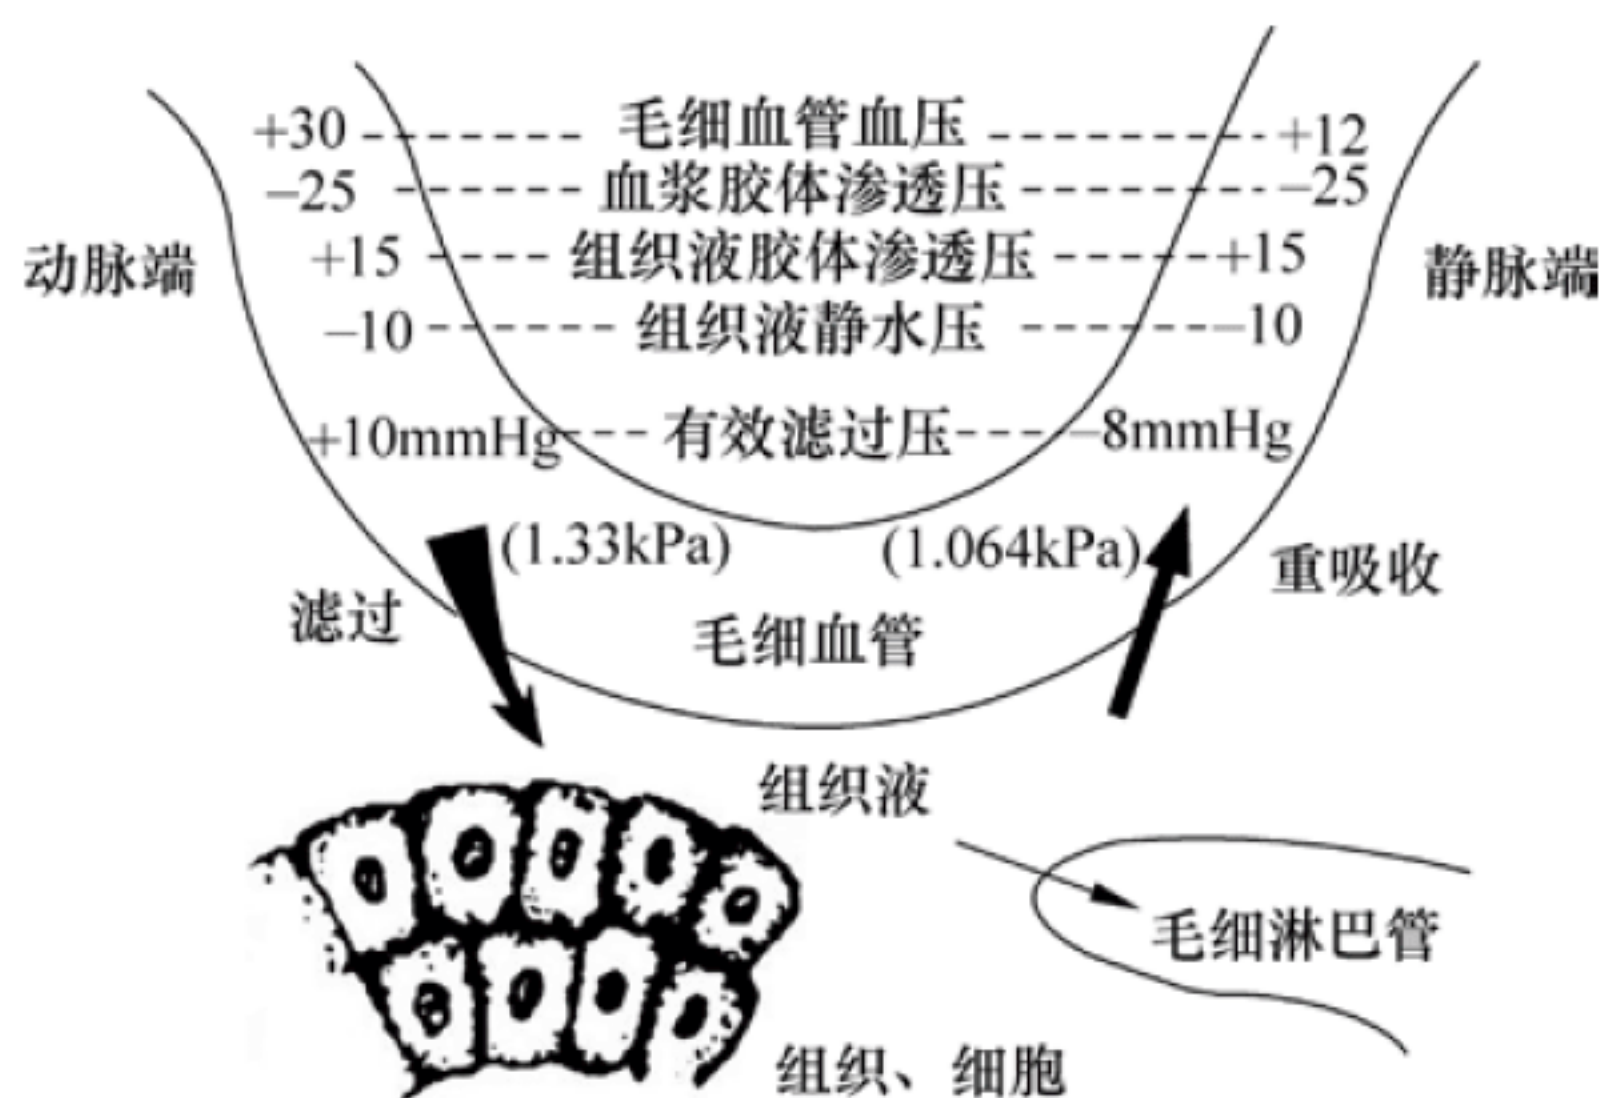 +30 毛细血管血压 +12
–25 血浆胶体渗透压 –25
+15 组织液胶体渗透压 +15
–10 组织液静水压 –10
动脉端
静脉端
+10mmHg 有效滤过压 –8mmHg
(1.33kPa) (1.064kPa)
滤过
重吸收
毛细血管
组织液
毛细淋巴管
组织、细胞